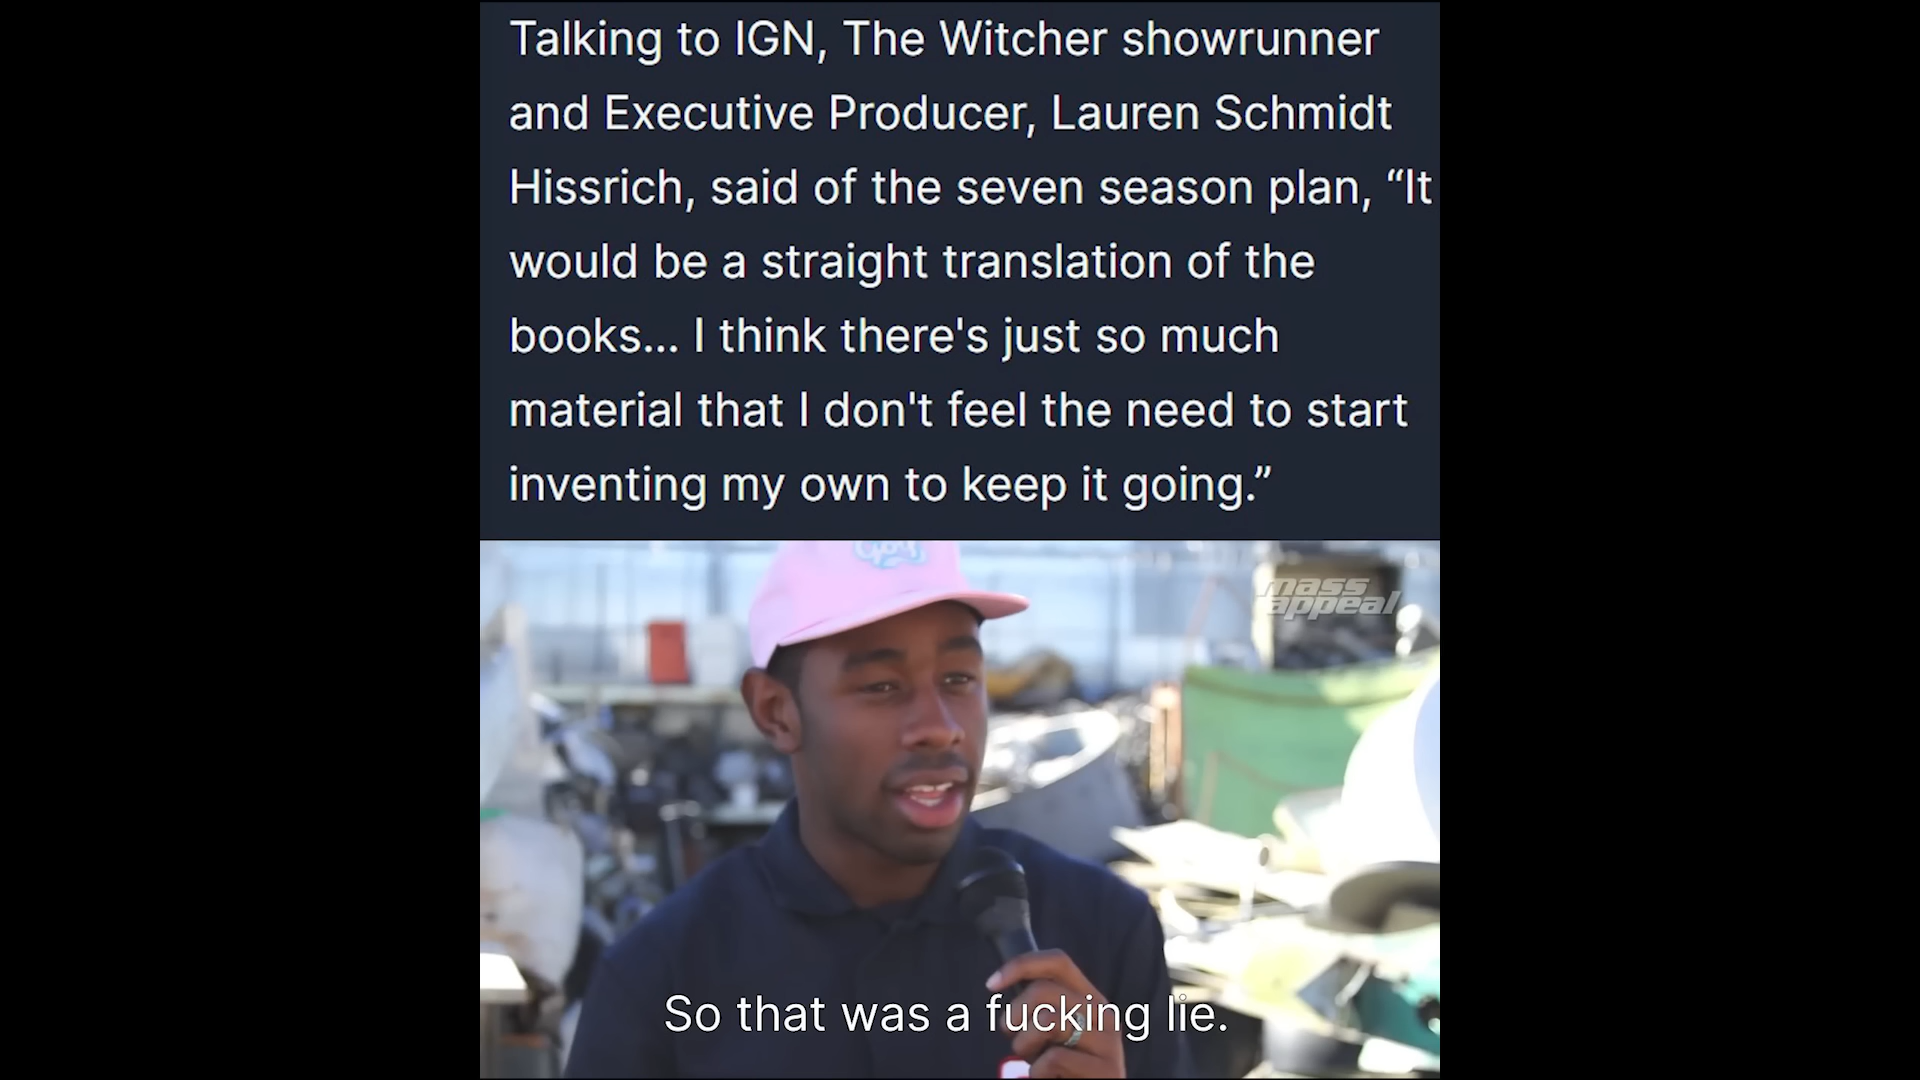 Talking to IGN, The Witcher showrunner
and Executive Producer, Lauren Schmidt
Hissrich, said of the seven season plan, “It
would be a straight translation of the
books... I think there's just so much
material that I don't feel the need to start
inventing my own to keep it going.”
Golf
mass
appeal
So that was a fucking lie.